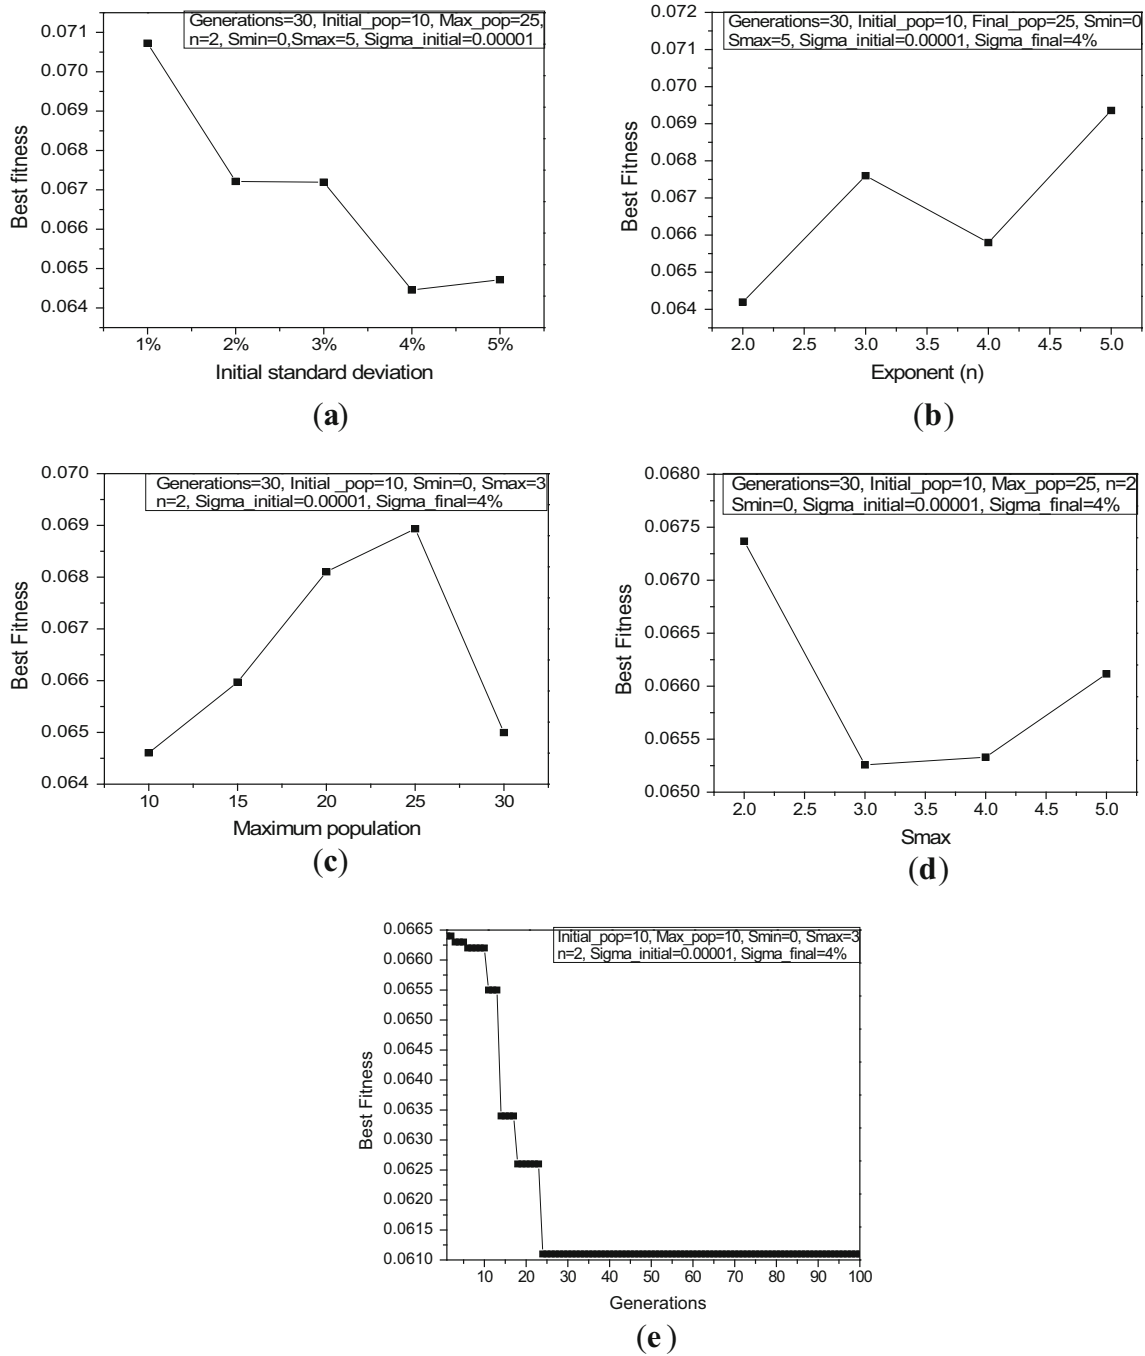 Generations=30, Initial_pop=10, Max_pop=25,
n=2, Smin=0,Smax=5, Sigma_initial=0.00001
0.071
0.070
0.069
0.068
0.067
0.066
0.065
0.064
Best fitness
1% 2% 3% 4% 5%
Initial standard deviation
(a)
Generations=30, Initial_pop=10, Final_pop=25, Smin=0
Smax=5, Sigma_initial=0.00001, Sigma_final=4%
0.072
0.071
0.070
0.069
0.068
0.067
0.066
0.065
0.064
Best Fitness
2.0 2.5 3.0 3.5 4.0 4.5 5.0
Exponent (n)
(b)
Generations=30, Initial _pop=10, Smin=0, Smax=3
n=2, Sigma_initial=0.00001, Sigma_final=4%
0.070
0.069
0.068
0.067
0.066
0.065
0.064
Best Fitness
10 15 20 25 30
Maximum population
(c)
Generations=30, Initial_pop=10, Max_pop=25, n=2
Smin=0, Sigma_initial=0.00001, Sigma_final=4%
0.0680
0.0675
0.0670
0.0665
0.0660
0.0655
0.0650
Best Fitness
2.0 2.5 3.0 3.5 4.0 4.5 5.0
Smax
(d)
Initial_pop=10, Max_pop=10, Smin=0, Smax=3
n=2, Sigma_initial=0.00001, Sigma_final=4%
0.0665
0.0660
0.0655
0.0650
0.0645
0.0640
0.0635
0.0630
0.0625
0.0620
0.0615
0.0610
Best Fitness
10 20 30 40 50 60 70 80 90 100
Generations
(e)